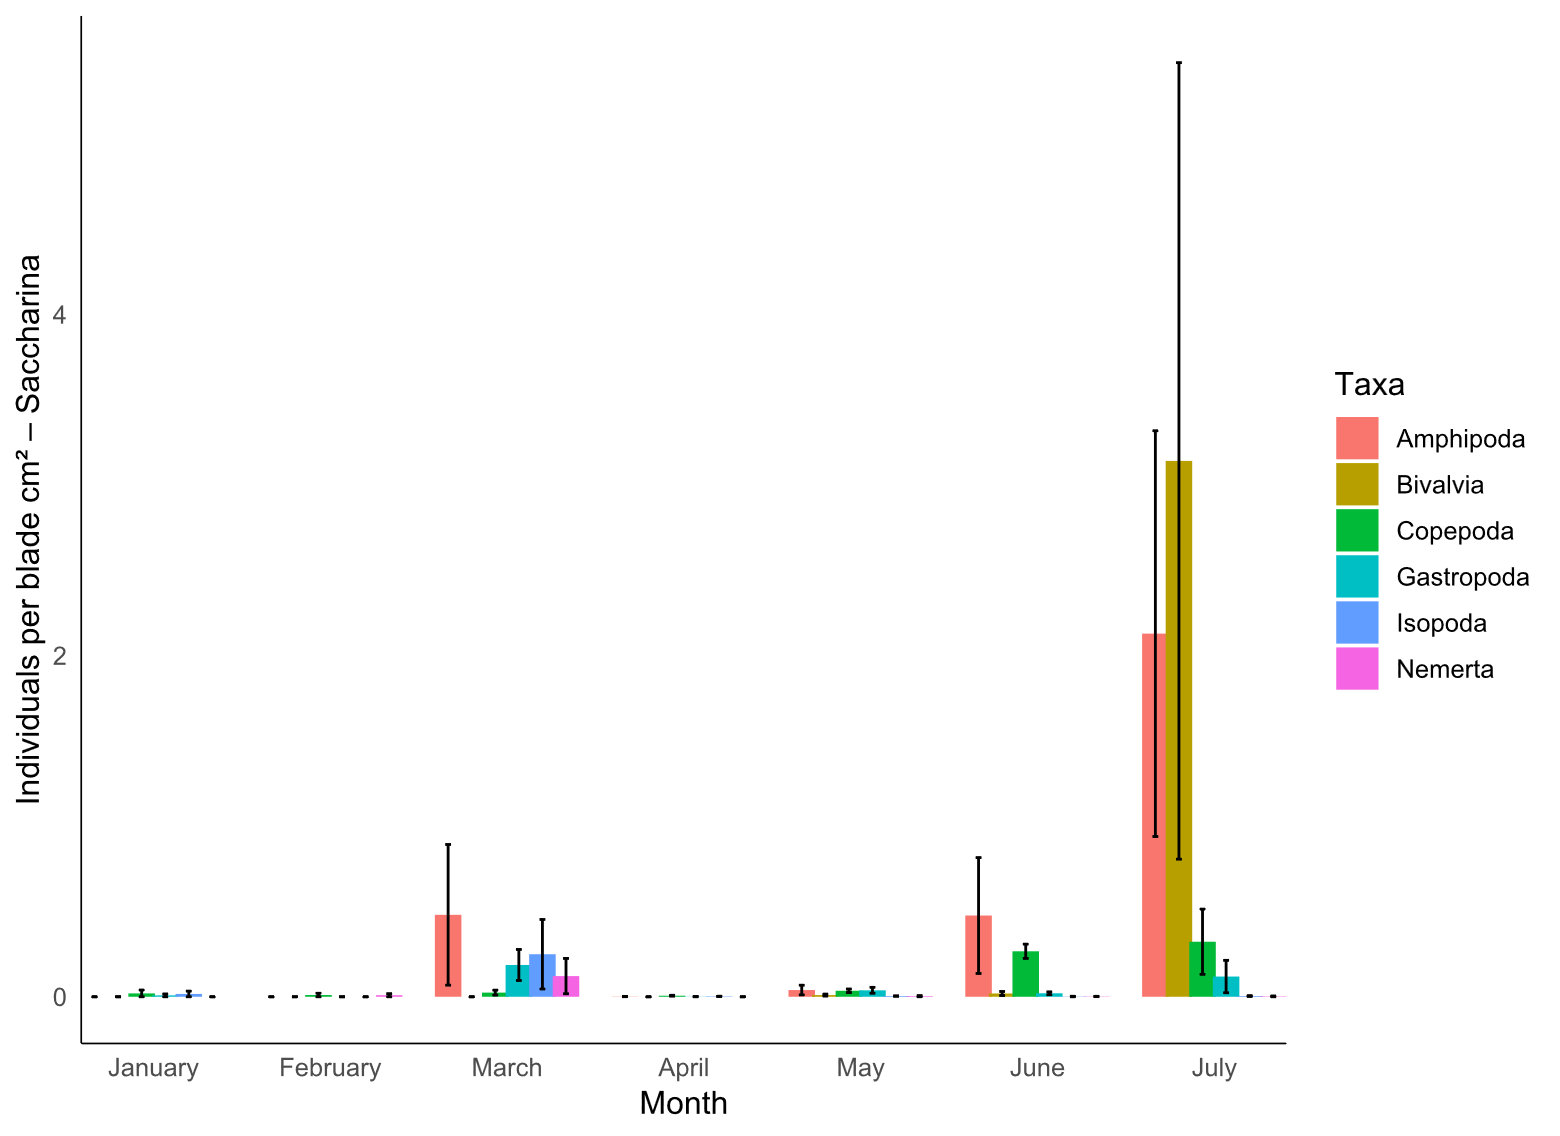 Individuals per blade cm² – Saccharina
4
2
0
January February March April May June July
Month
Taxa
Amphipoda
Bivalvia
Copepoda
Gastropoda
Isopoda
Nemerta